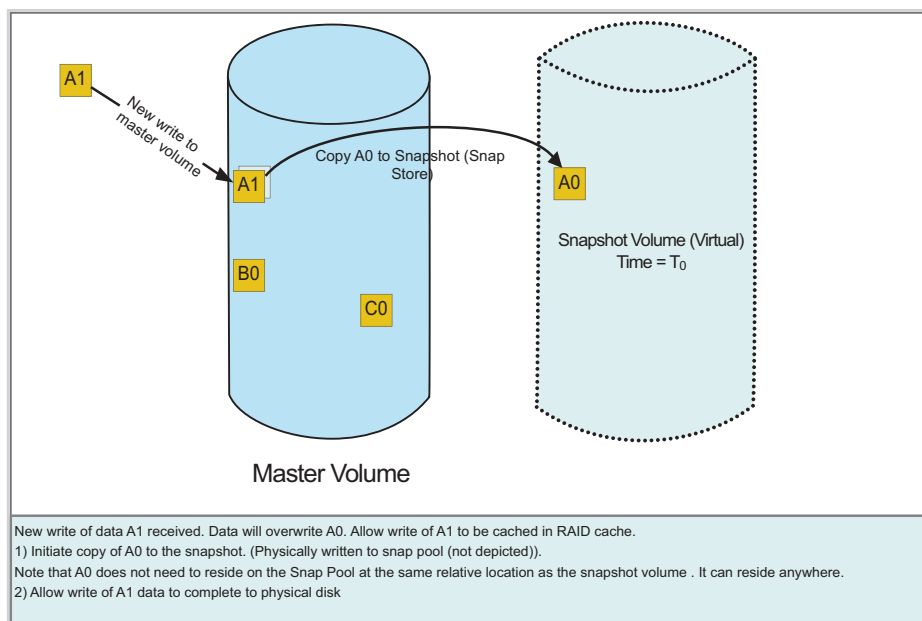 A1
New write to
master volume
Copy A0 to Snapshot (Snap
Store)
A1
A0
B0
C0
Snapshot Volume (Virtual)
Time = T₀
Master Volume
New write of data A1 received. Data will overwrite A0. Allow write of A1 to be cached in RAID cache.
1) Initiate copy of A0 to the snapshot. (Physically written to snap pool (not depicted)).
Note that A0 does not need to reside on the Snap Pool at the same relative location as the snapshot volume . It can reside anywhere.
2) Allow write of A1 data to complete to physical disk